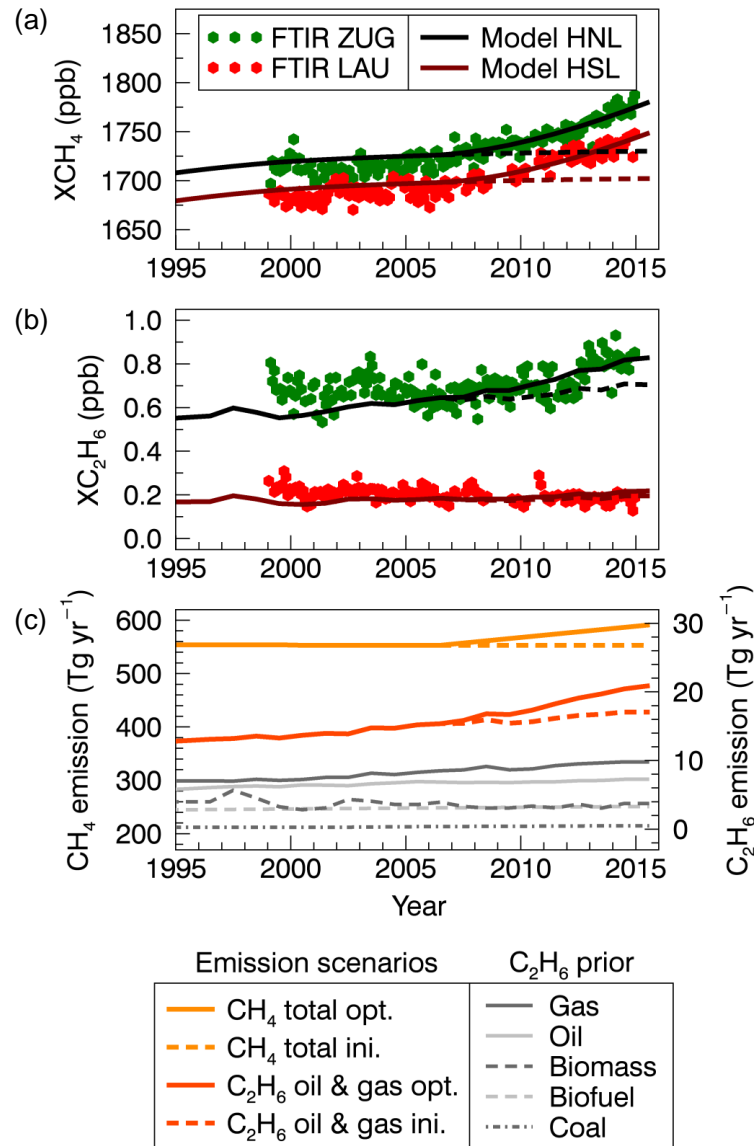 (a)
XCH₄ (ppb)
1850
1800
1750
1700
1650
FTIR ZUG
FTIR LAU
Model HNL
Model HSL
1995 2000 2005 2010 2015
(b)
XC₂H₆ (ppb)
1.0
0.8
0.6
0.4
0.2
0.0
1995 2000 2005 2010 2015
(c)
CH₄ emission (Tg yr⁻¹)
600
500
400
300
200
C₂H₆ emission (Tg yr⁻¹)
30
20
10
0
1995 2000 2005 2010 2015
Year
Emission scenarios
CH₄ total opt.
CH₄ total ini.
C₂H₆ oil & gas opt.
C₂H₆ oil & gas ini.
C₂H₆ prior
Gas
Oil
Biomass
Biofuel
Coal